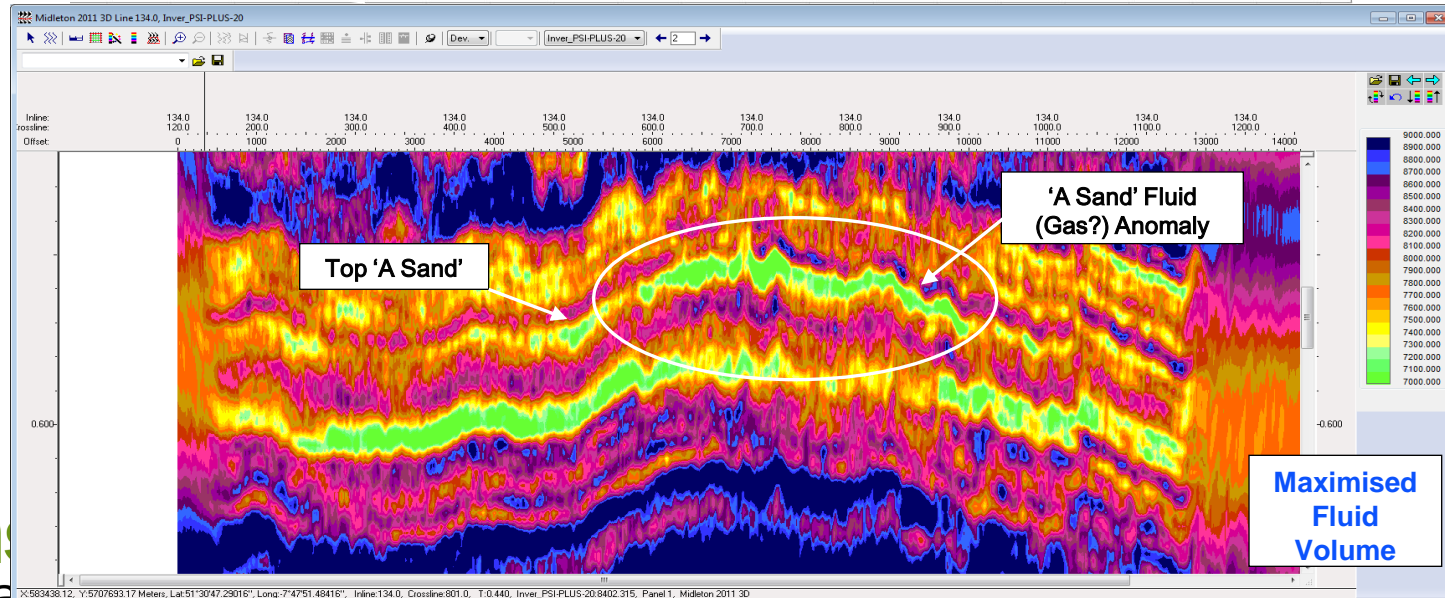 Midleton 2011 3D Line 134.0, Inver_PSI-PLUS-20
Dev. Inver_PSI-PLUS-20 2
Inline: 134.0 134.0 134.0 134.0 134.0 134.0 134.0 134.0 134.0 134.0 134.0 134.0
120.0 200.0 300.0 400.0 500.0 600.0 700.0 800.0 900.0 1000.0 1100.0 1200.0
Offset: 0 1000 2000 3000 4000 5000 6000 7000 8000 9000 10000 11000 12000 13000 14000
9000.000
8900.000
8800.000
8700.000
8600.000
8500.000
8400.000
8300.000
8200.000
8100.000
8000.000
7900.000
7800.000
7700.000
7600.000
7500.000
7400.000
7300.000
7200.000
7100.000
7000.000
'A Sand' Fluid
(Gas?) Anomaly
Top 'A Sand'
0.600
-0.600
Maximised
Fluid
Volume
X:583438.12, Y:5707693.17 Meters, Lat:51°30'47.29016", Long:-7°47'51.48416", Inline:134.0, Crossline:801.0, T:0.440, Inver_PSI-PLUS-20:8402.315, Panel 1, Midleton 2011 3D